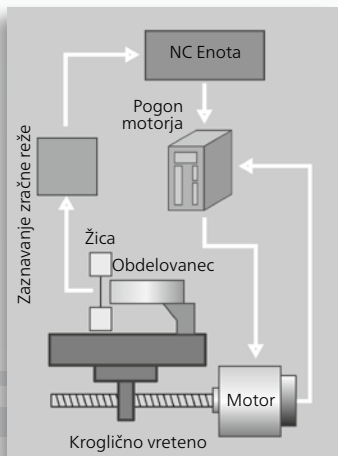 NC Enota
Pogon
motorja
Zaznavanje zračne reže
Žica
Obdelovanec
Motor
Kroglično vreteno